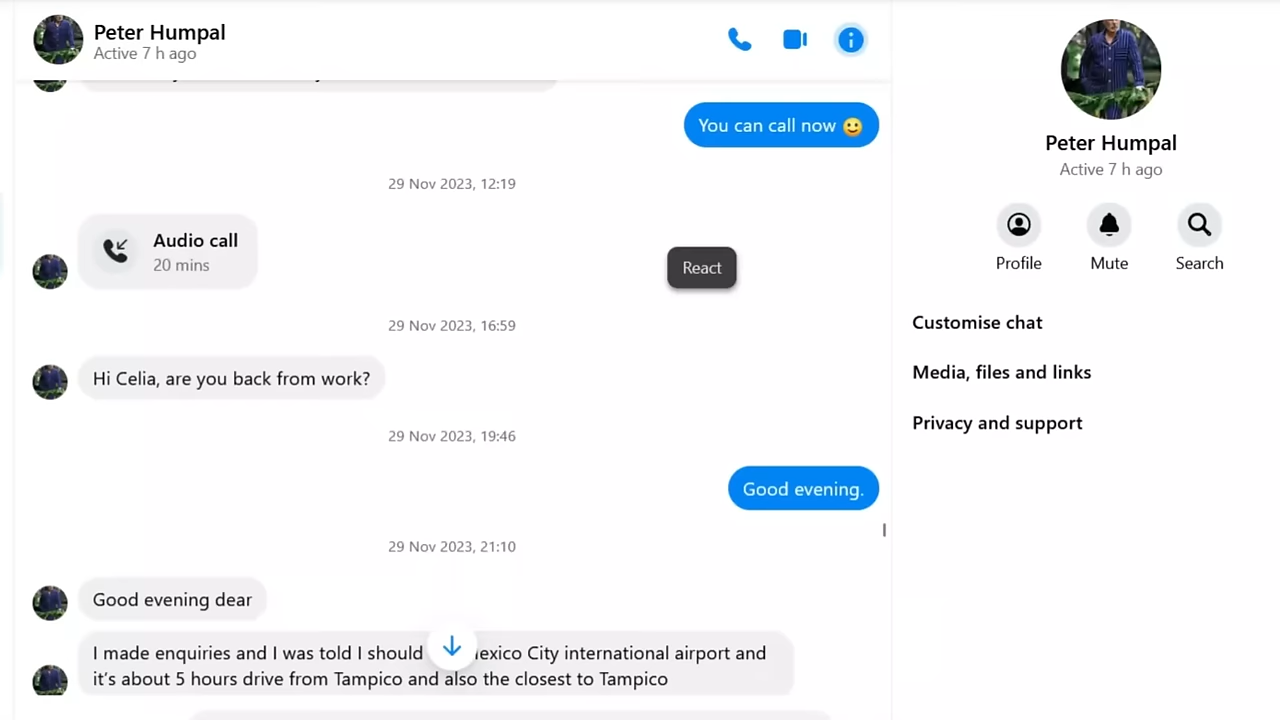 Peter Humpal
Active 7 h ago
You can call now
29 Nov 2023, 12:19
Audio call
20 mins
React
29 Nov 2023, 16:59
Hi Celia, are you back from work?
29 Nov 2023, 19:46
Good evening.
29 Nov 2023, 21:10
Good evening dear
I made enquiries and I was told I should exico City international airport and
it’s about 5 hours drive from Tampico and also the closest to Tampico
Peter Humpal
Active 7 h ago
Profile
Mute
Search
Customise chat
Media, files and links
Privacy and support